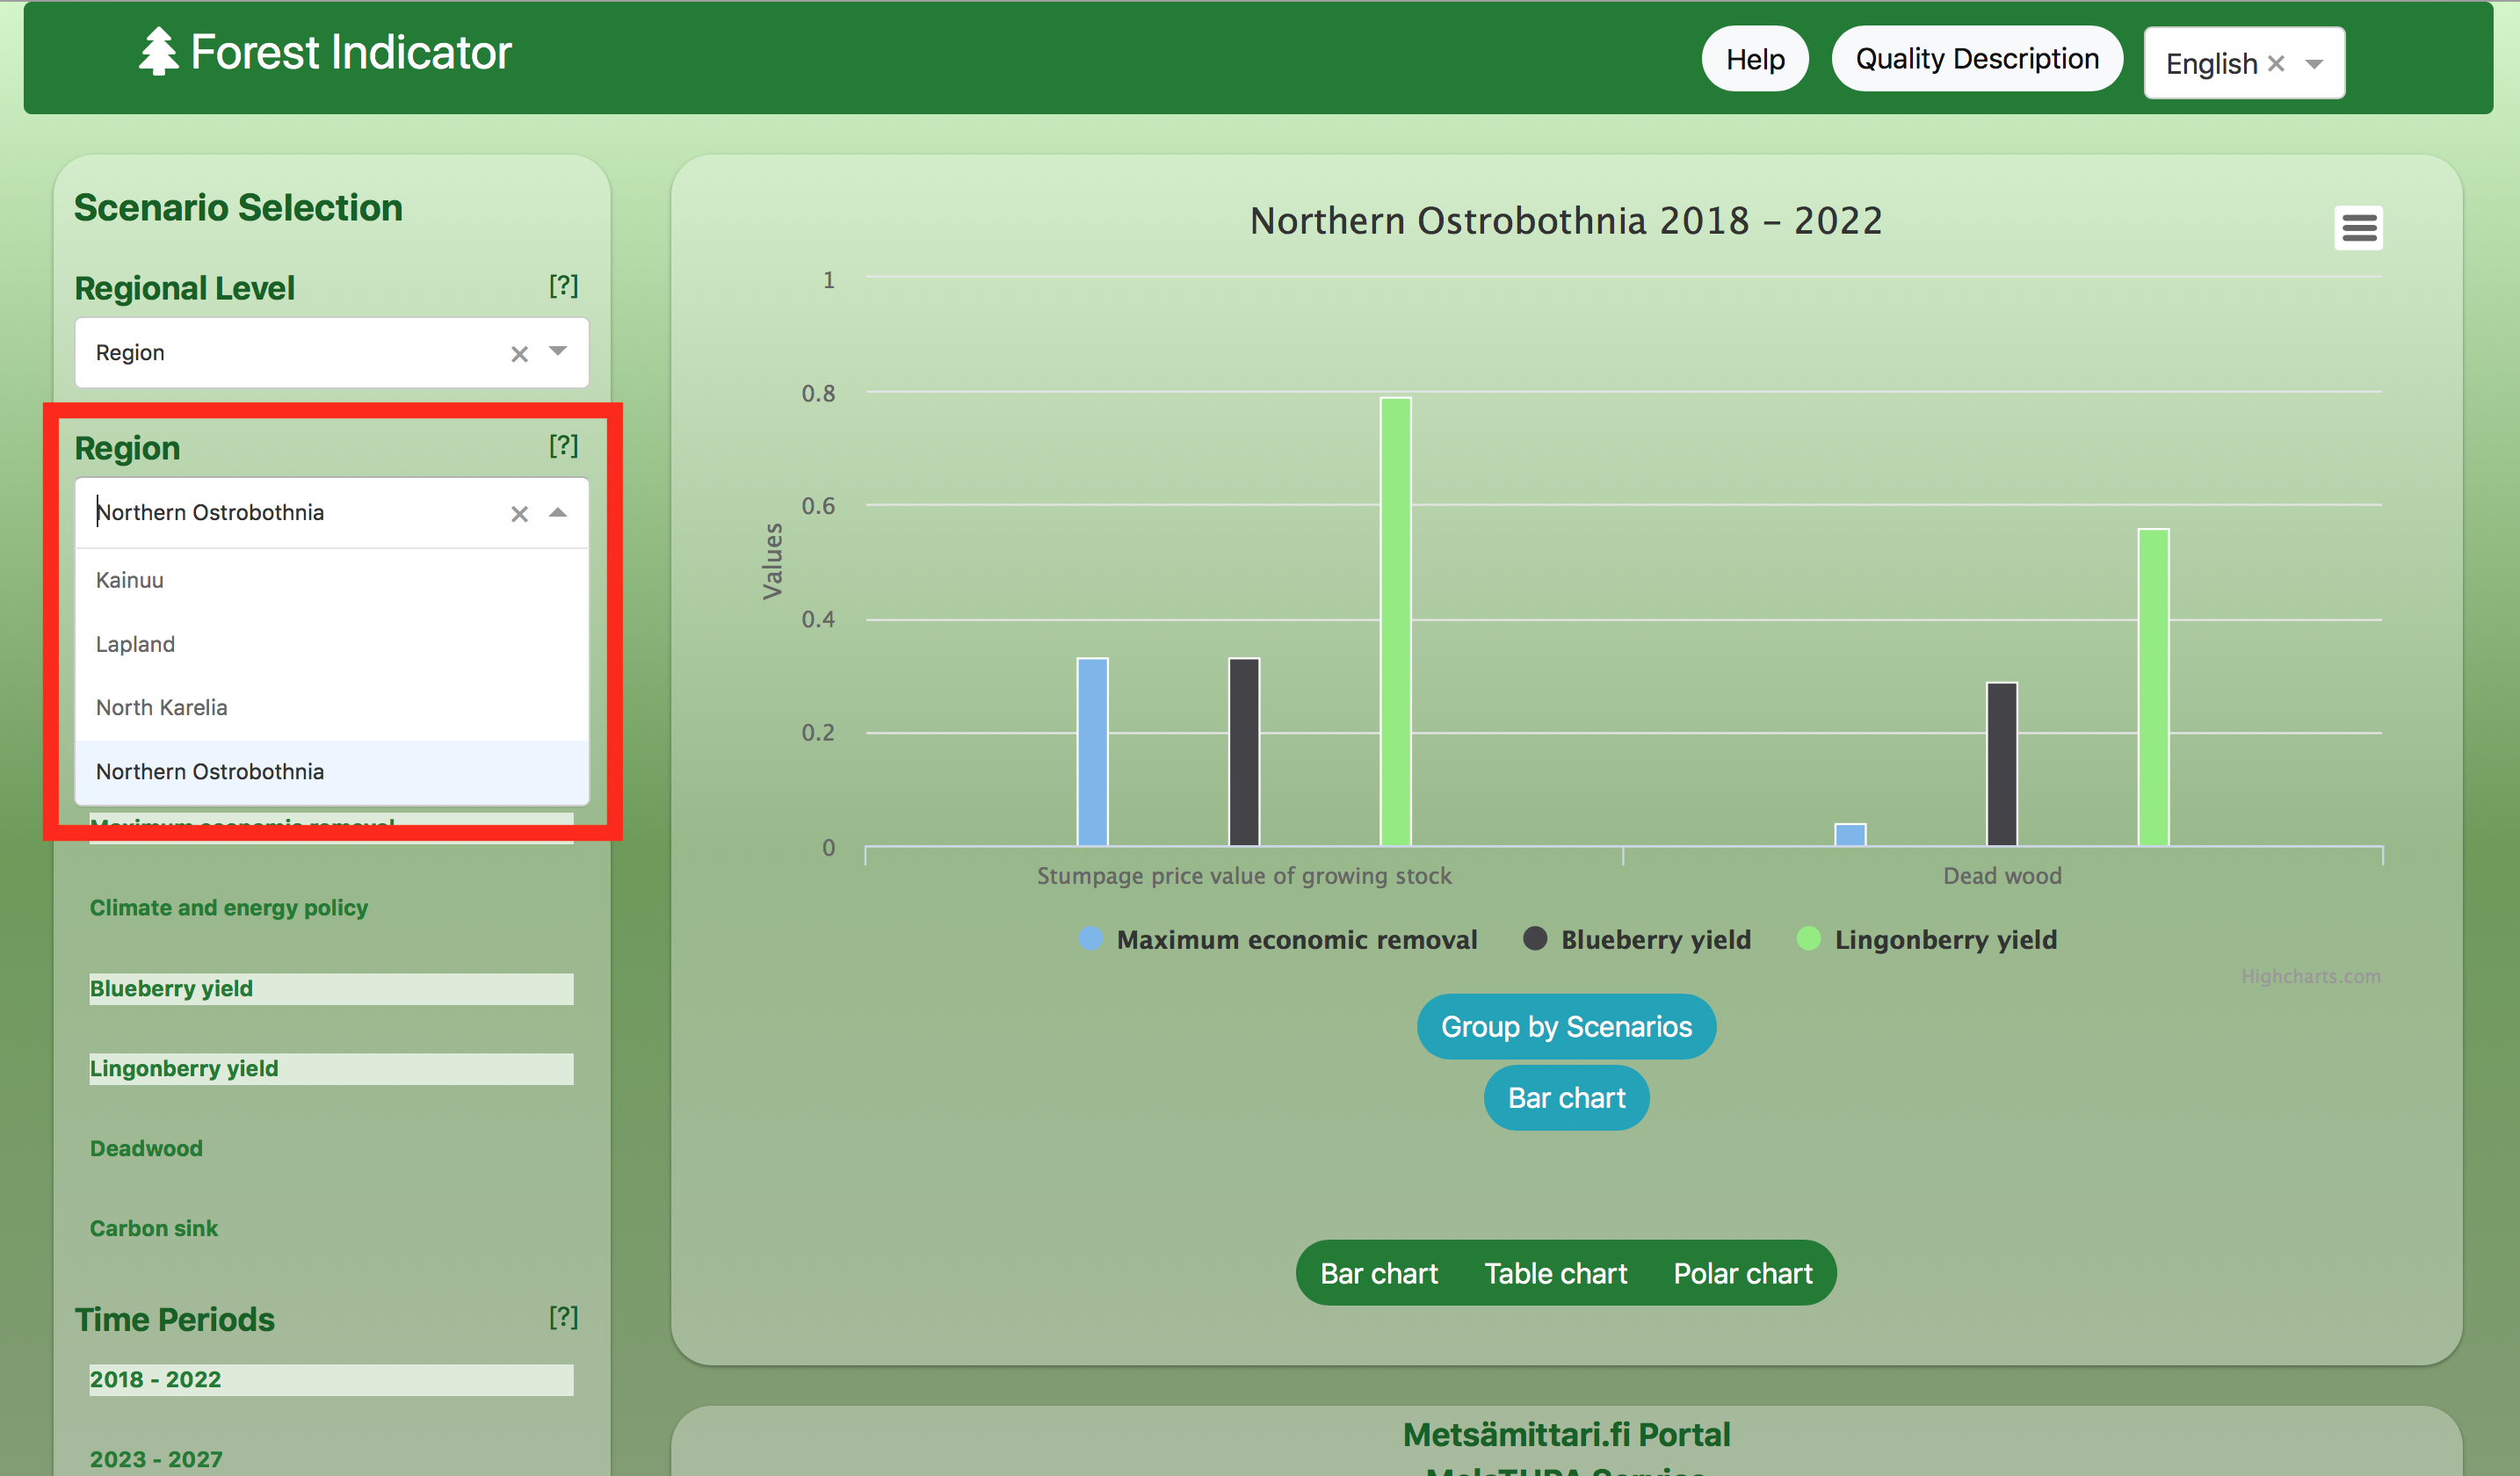 Forest Indicator
Help
Quality Description
English
Scenario Selection
Regional Level
[?]
Region
Region
[?]
Northern Ostrobothnia
Kainuu
Lapland
North Karelia
Northern Ostrobothnia
Maximum economic removal
Climate and energy policy
Blueberry yield
Lingonberry yield
Deadwood
Carbon sink
Time Periods
[?]
2018 - 2022
2023 - 2027
Northern Ostrobothnia 2018 – 2022
Values
1
0.8
0.6
0.4
0.2
0
Stumpage price value of growing stock
Dead wood
Maximum economic removal
Blueberry yield
Lingonberry yield
Highcharts.com
Group by Scenarios
Bar chart
Bar chart
Table chart
Polar chart
Metsämittari.fi Portal